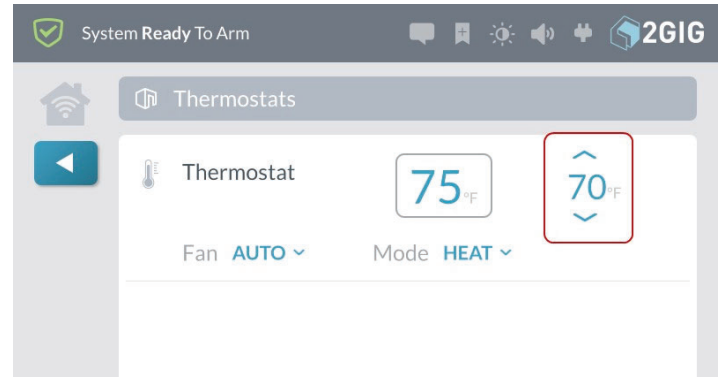 System Ready To Arm 2GIG
Thermostats
Thermostat 75°F 70°F
Fan AUTO Mode HEAT